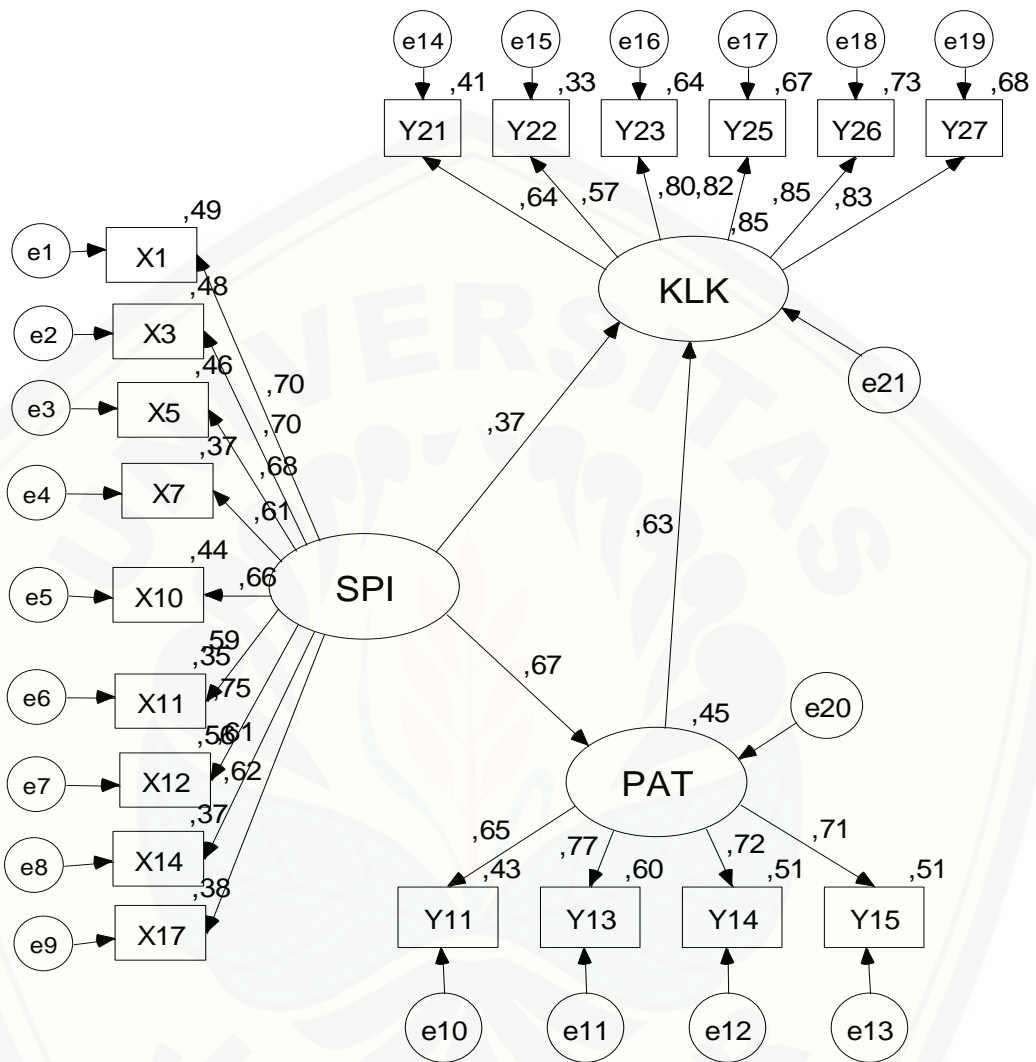 e14 e15 e16 e17 e18 e19
,41 ,33 ,64 ,67 ,73 ,68
Y21 Y22 Y23 Y25 Y26 Y27
,64 ,57 ,80 ,82 ,85 ,83
,85
KLK
e21
,49
e1 X1
,48
e2 X3
,46
e3 X5
,37
e4 X7
,44
e5 X10
,35
e6 X11
,56
e7 X12
,37
e8 X14
,38
e9 X17
,70
,70
,68
,61
,66
,59
,75
,61
,62
SPI
,37
,63
,67
,45
e20
PAT
,65 ,77 ,72 ,71
,43 ,60 ,51 ,51
Y11 Y13 Y14 Y15
e10 e11 e12 e13
UNIVERSITAS